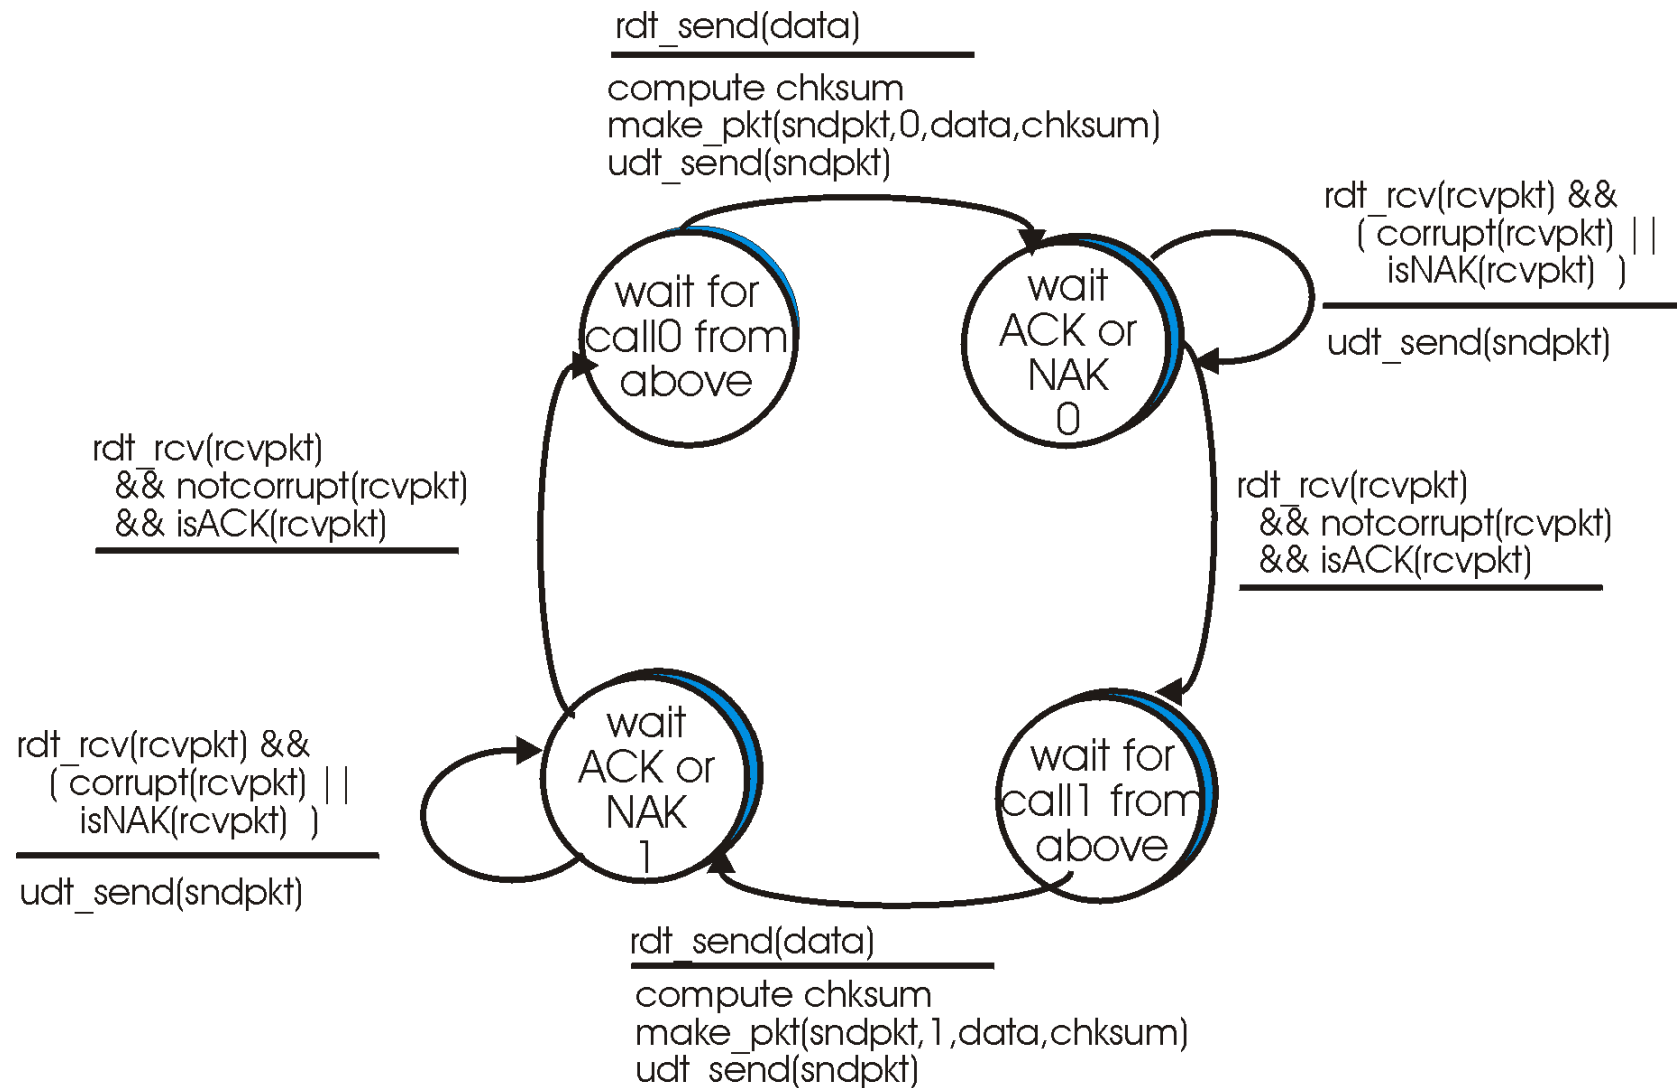 rdt_send(data)
compute chksum
make_pkt(sndpkt,0,data,chksum)
udt_send(sndpkt)
wait for
call0 from
above
wait
ACK or
NAK
0
rdt_rcv(rcvpkt) &&
( corrupt(rcvpkt) ||
isNAK(rcvpkt) )
udt_send(sndpkt)
rdt_rcv(rcvpkt)
&& notcorrupt(rcvpkt)
&& isACK(rcvpkt)
rdt_rcv(rcvpkt)
&& notcorrupt(rcvpkt)
&& isACK(rcvpkt)
rdt_rcv(rcvpkt) &&
( corrupt(rcvpkt) ||
isNAK(rcvpkt) )
udt_send(sndpkt)
wait
ACK or
NAK
1
wait for
call1 from
above
rdt_send(data)
compute chksum
make_pkt(sndpkt,1,data,chksum)
udt_send(sndpkt)